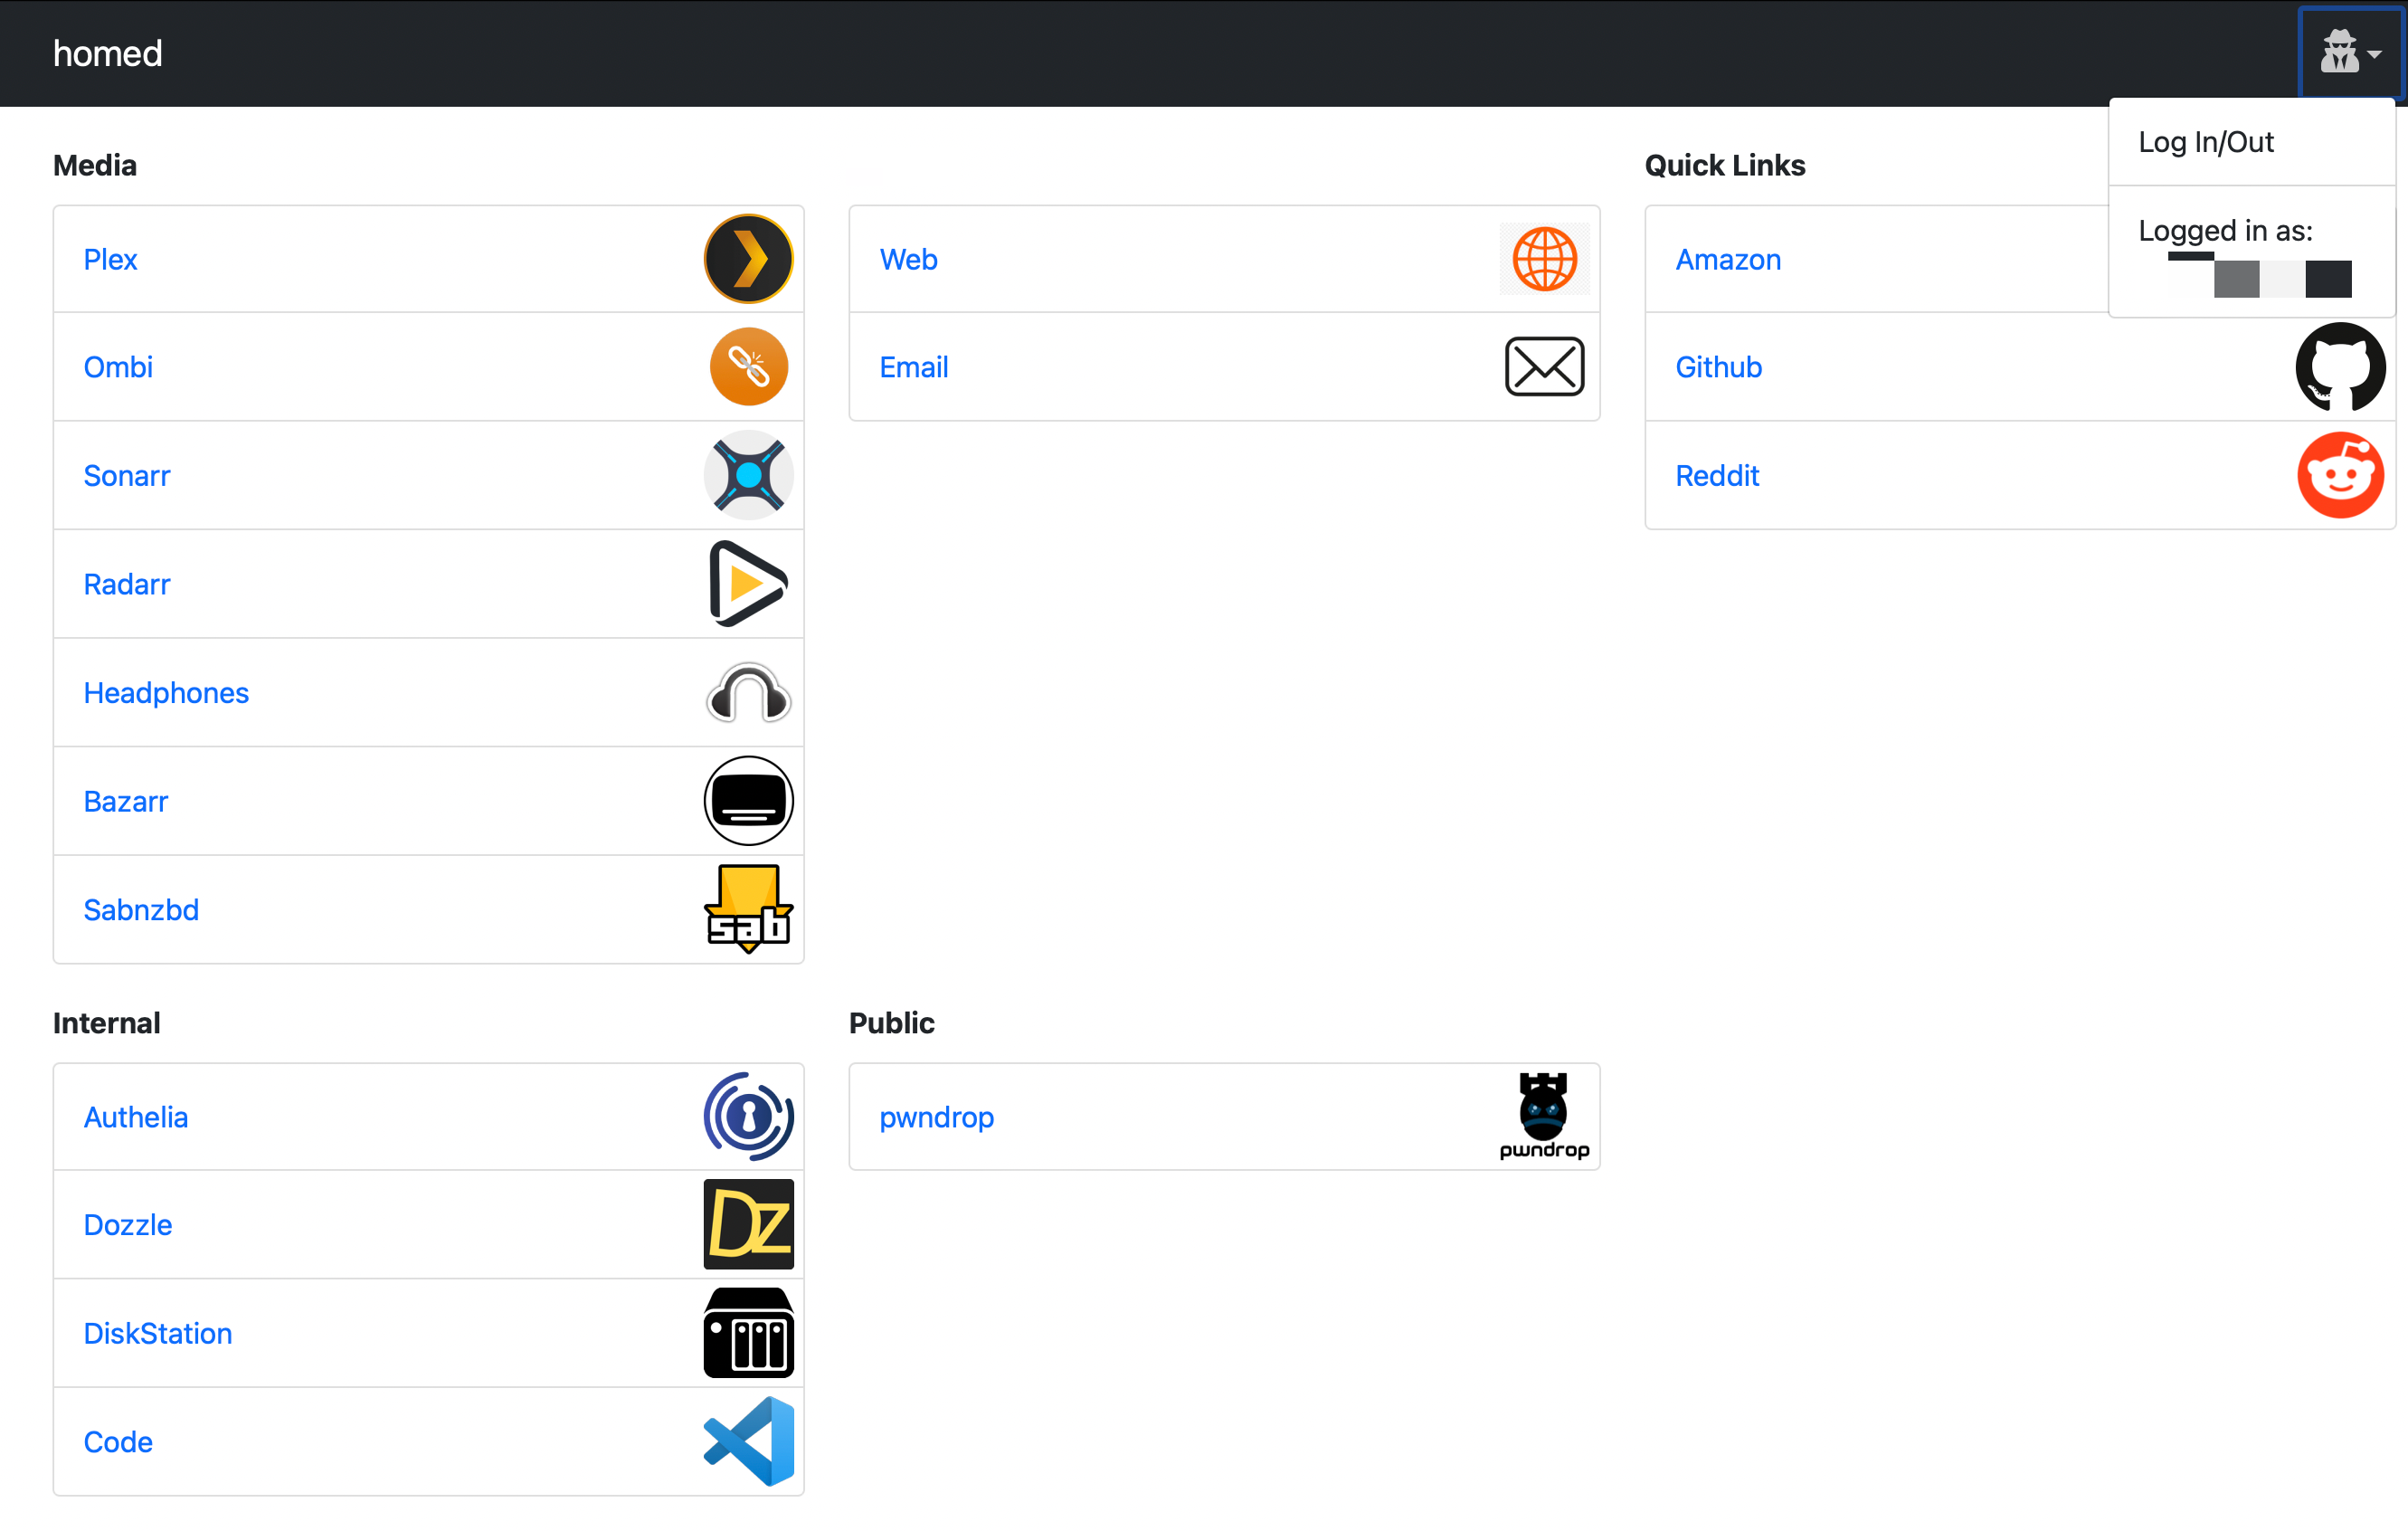 homed
Log In/Out
Logged in as:
Media
Plex
Ombi
Sonarr
Radarr
Headphones
Bazarr
Sabnzbd
sab
Web
Email
Quick Links
Amazon
Github
Reddit
Internal
Authelia
Dozzle
DZ
DiskStation
Code
Public
pwndrop
pwndrop